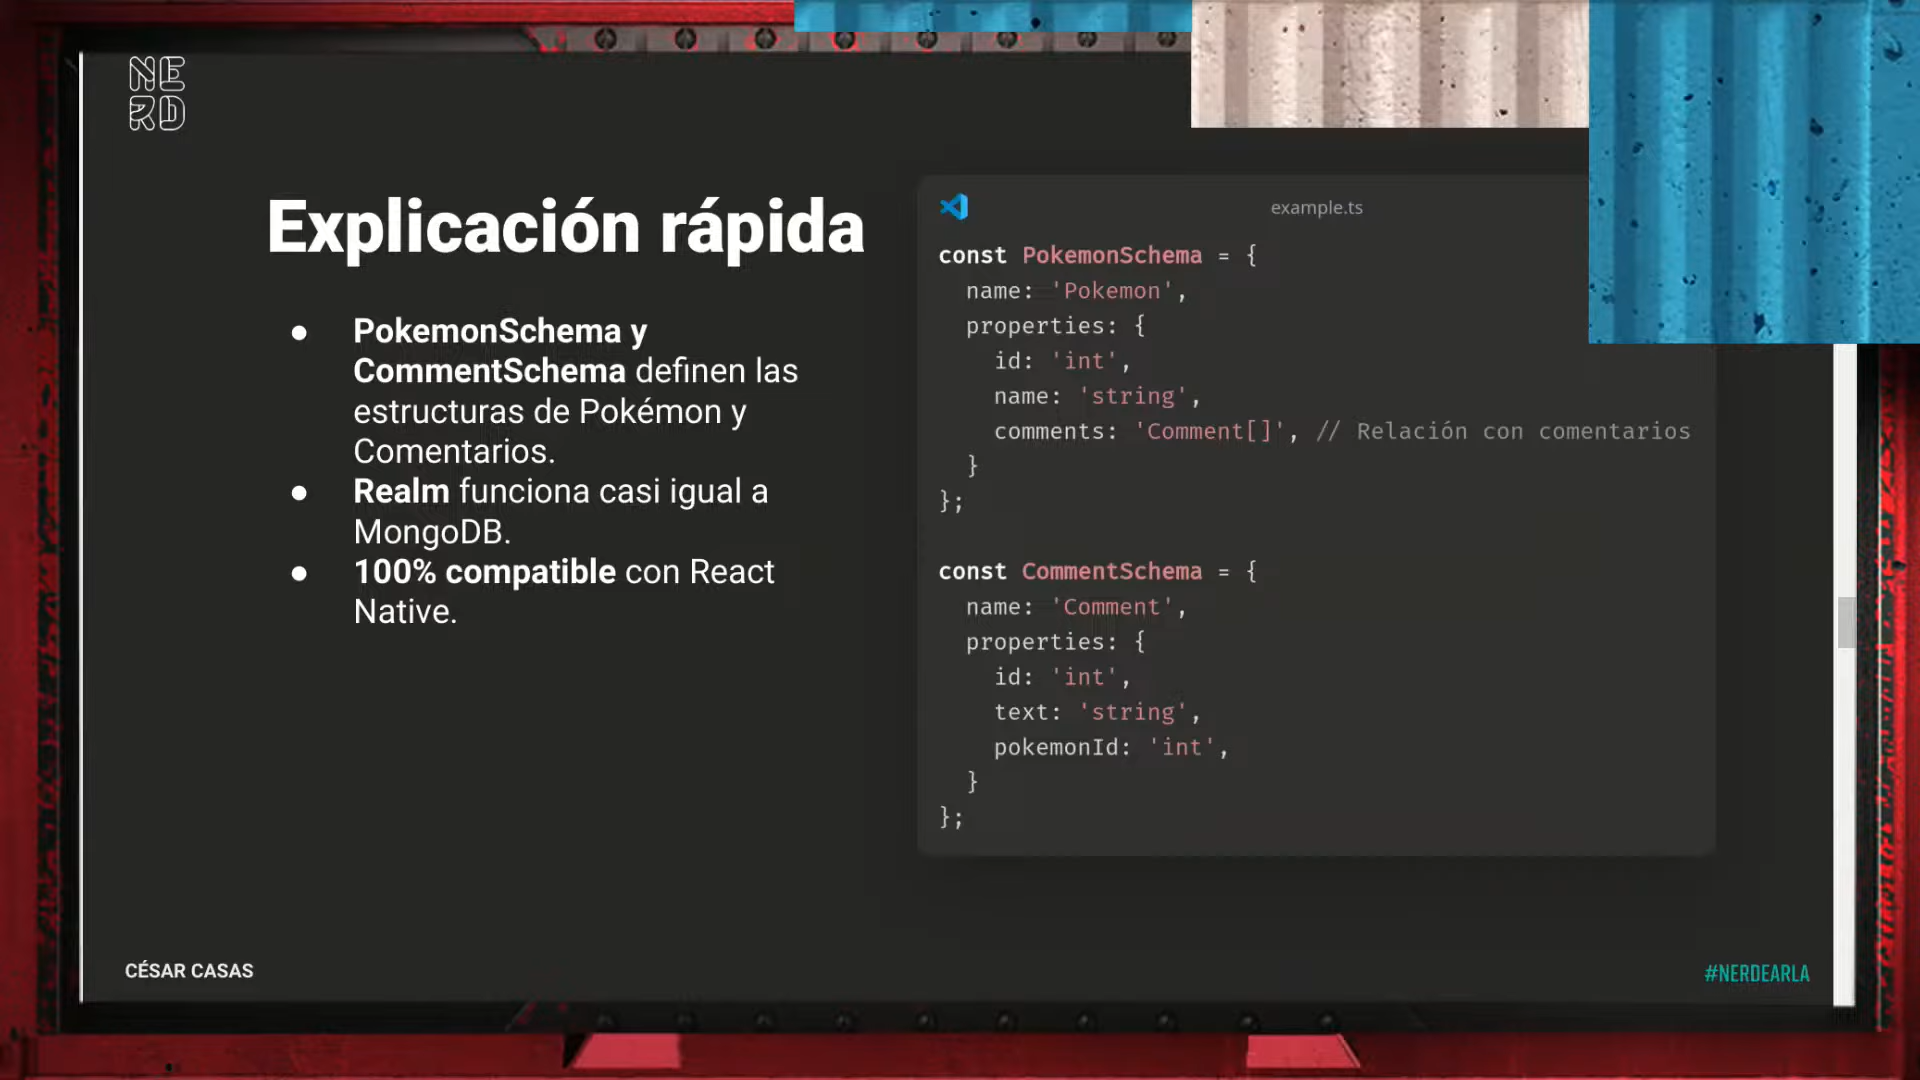 NE
RD
Explicación rápida
● PokemonSchema y
CommentSchema definen las
estructuras de Pokémon y
Comentarios.
● Realm funciona casi igual a
MongoDB.
● 100% compatible con React
Native.
example.ts
const PokemonSchema = {
  name: 'Pokemon',
  properties: {
    id: 'int',
    name: 'string',
    comments: 'Comment[]', // Relación con comentarios
  }
};

const CommentSchema = {
  name: 'Comment',
  properties: {
    id: 'int',
    text: 'string',
    pokemonId: 'int',
  }
};
CÉSAR CASAS
#NERDEARLA